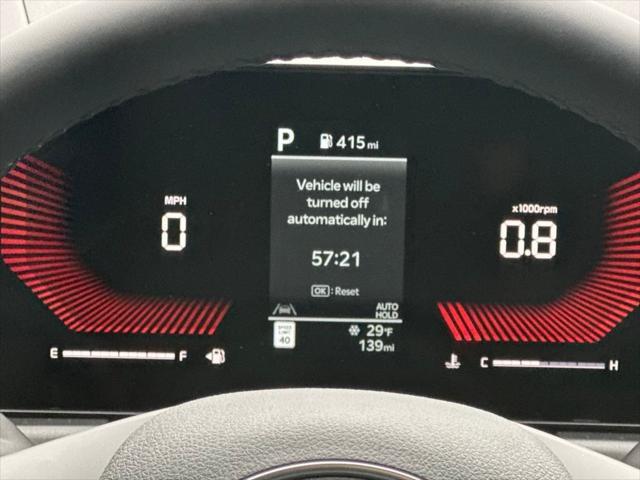 P 415 mi
Vehicle will be
turned off
automatically in:
57:21
OK : Reset
AUTO
HOLD
SPEED
LIMIT
40
29°F
139mi
MPH
0
E F
x1000rpm
0.8
C H